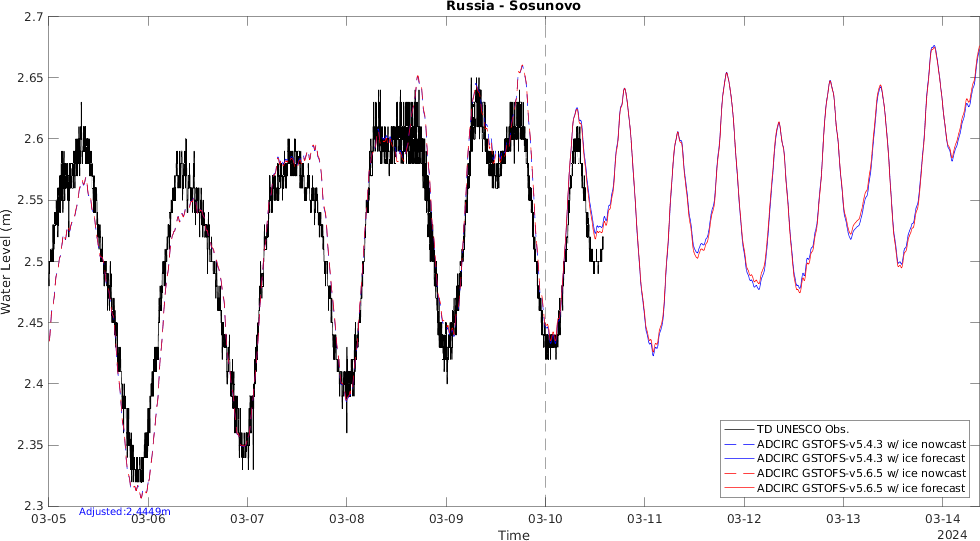 Russia - Sosunovo
2.7
2.65
2.6
2.55
2.5
2.45
2.4
2.35
2.3
Water Level (m)
TD UNESCO Obs.
ADCIRC GSTOFS-v5.4.3 w/ ice nowcast
ADCIRC GSTOFS-v5.4.3 w/ ice forecast
ADCIRC GSTOFS-v5.6.5 w/ ice nowcast
ADCIRC GSTOFS-v5.6.5 w/ ice forecast
Adjusted:2.4449m
03-05 03-06 03-07 03-08 03-09 03-10 03-11 03-12 03-13 03-14
Time
2024